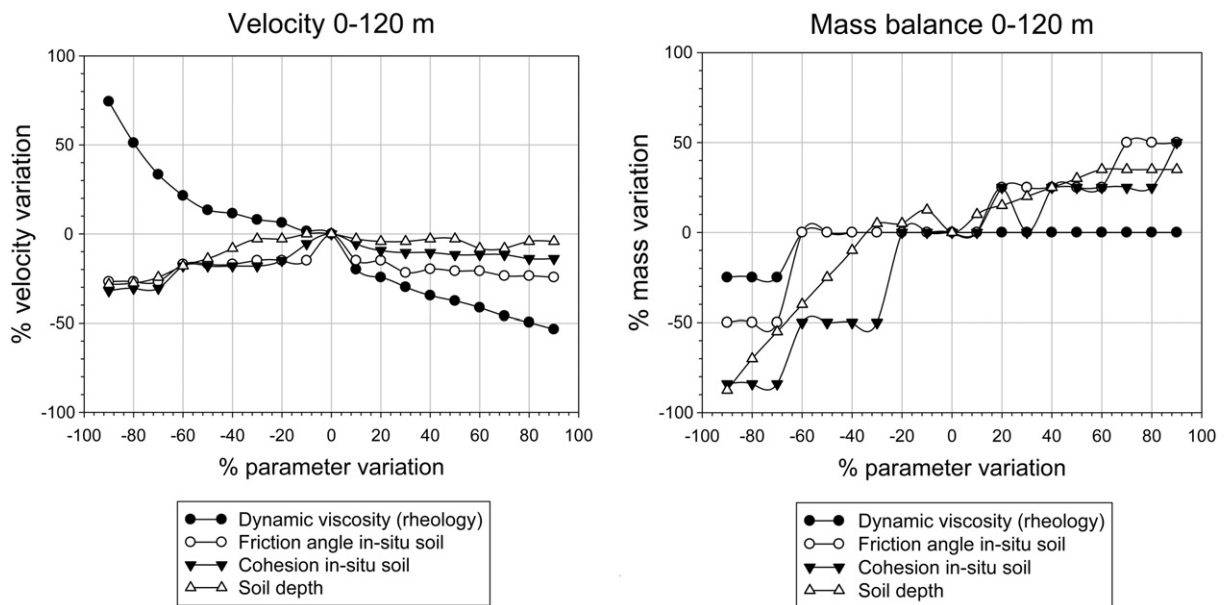 Velocity 0-120 m
100
50
0
-50
-100
% velocity variation
-100 -80 -60 -40 -20 0 20 40 60 80 100
% parameter variation
Dynamic viscosity (rheology)
Friction angle in-situ soil
Cohesion in-situ soil
Soil depth
Mass balance 0-120 m
100
50
0
-50
-100
% mass variation
-100 -80 -60 -40 -20 0 20 40 60 80 100
% parameter variation
Dynamic viscosity (rheology)
Friction angle in-situ soil
Cohesion in-situ soil
Soil depth